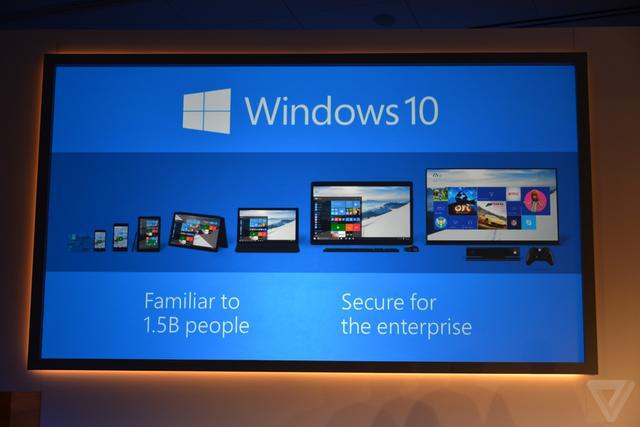 Windows 10
Familiar to
1.5B people
Secure for
the enterprise